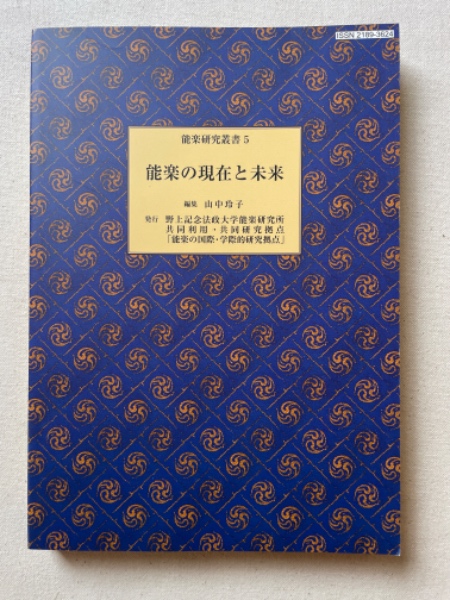 ISSN 2189-3624
能楽研究叢書 5
能楽の現在と未来
編集 山中玲子
発行 野上記念法政大学能楽研究所
共同利用・共同研究拠点
「能楽の国際・学際的研究拠点」